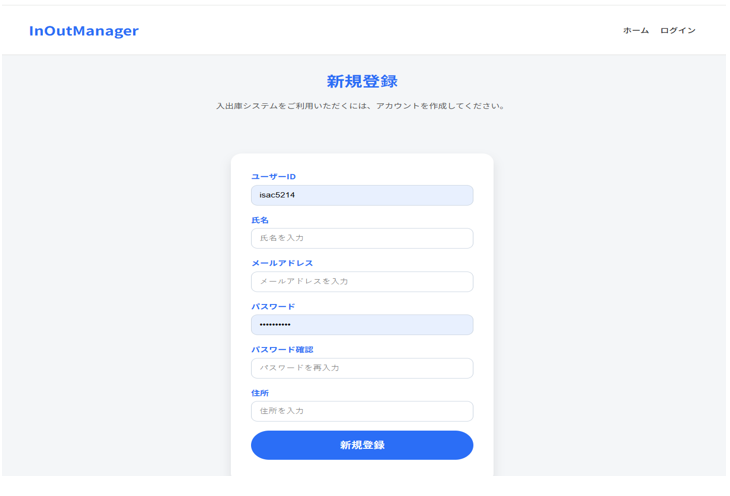 InOutManager
ホーム ログイン
新規登録
入出庫システムをご利用いただくには、アカウントを作成してください。
ユーザーID
isac5214
氏名
氏名を入力
メールアドレス
メールアドレスを入力
パスワード
••••••••••
パスワード確認
パスワードを再入力
住所
住所を入力
新規登録